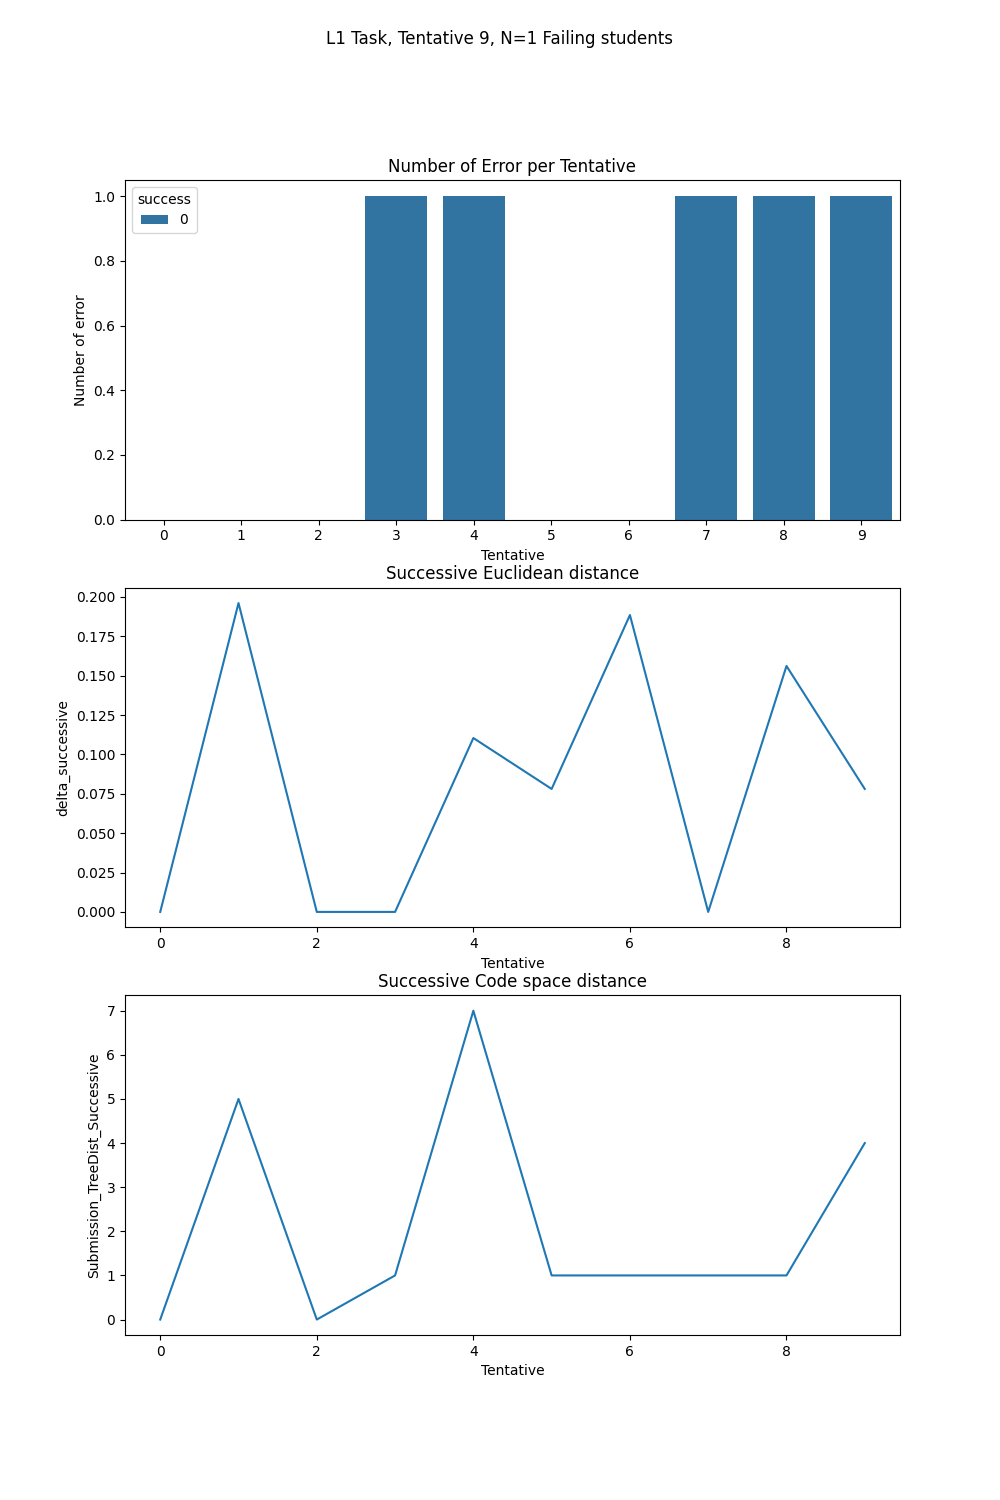 L1 Task, Tentative 9, N=1 Failing students
Number of Error per Tentative
success
0
1.0
0.8
0.6
0.4
0.2
0.0
Number of error
0 1 2 3 4 5 6 7 8 9
Tentative
Successive Euclidean distance
0.200
0.175
0.150
0.125
0.100
0.075
0.050
0.025
0.000
delta_successive
0 2 4 6 8
Tentative
Successive Code space distance
7
6
5
4
3
2
1
0
Submission_TreeDist_Successive
0 2 4 6 8
Tentative